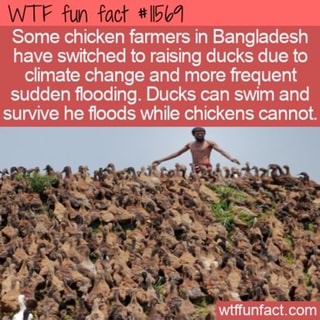 WTF fun fact #11569
Some chicken farmers in Bangladesh
have switched to raising ducks due to
climate change and more frequent
sudden flooding. Ducks can swim and
survive he floods while chickens cannot.
wtffunfact.com